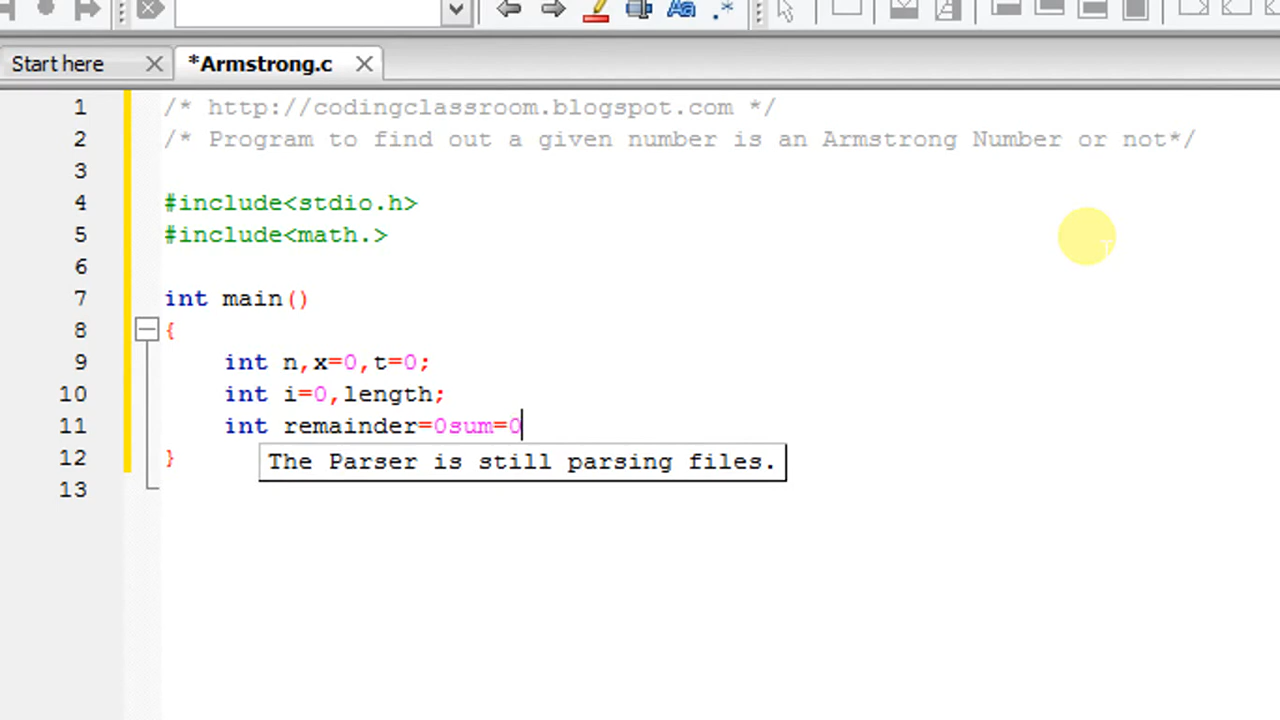 Start here
*Armstrong.c
1 /* http://codingclassroom.blogspot.com */
2 /* Program to find out a given number is an Armstrong Number or not*/
3
4 #include<stdio.h>
5 #include<math.>
6
7 int main()
8 {
9 int n,x=0,t=0;
10 int i=0,length;
11 int remainder=0sum=0
The Parser is still parsing files.
12 }
13